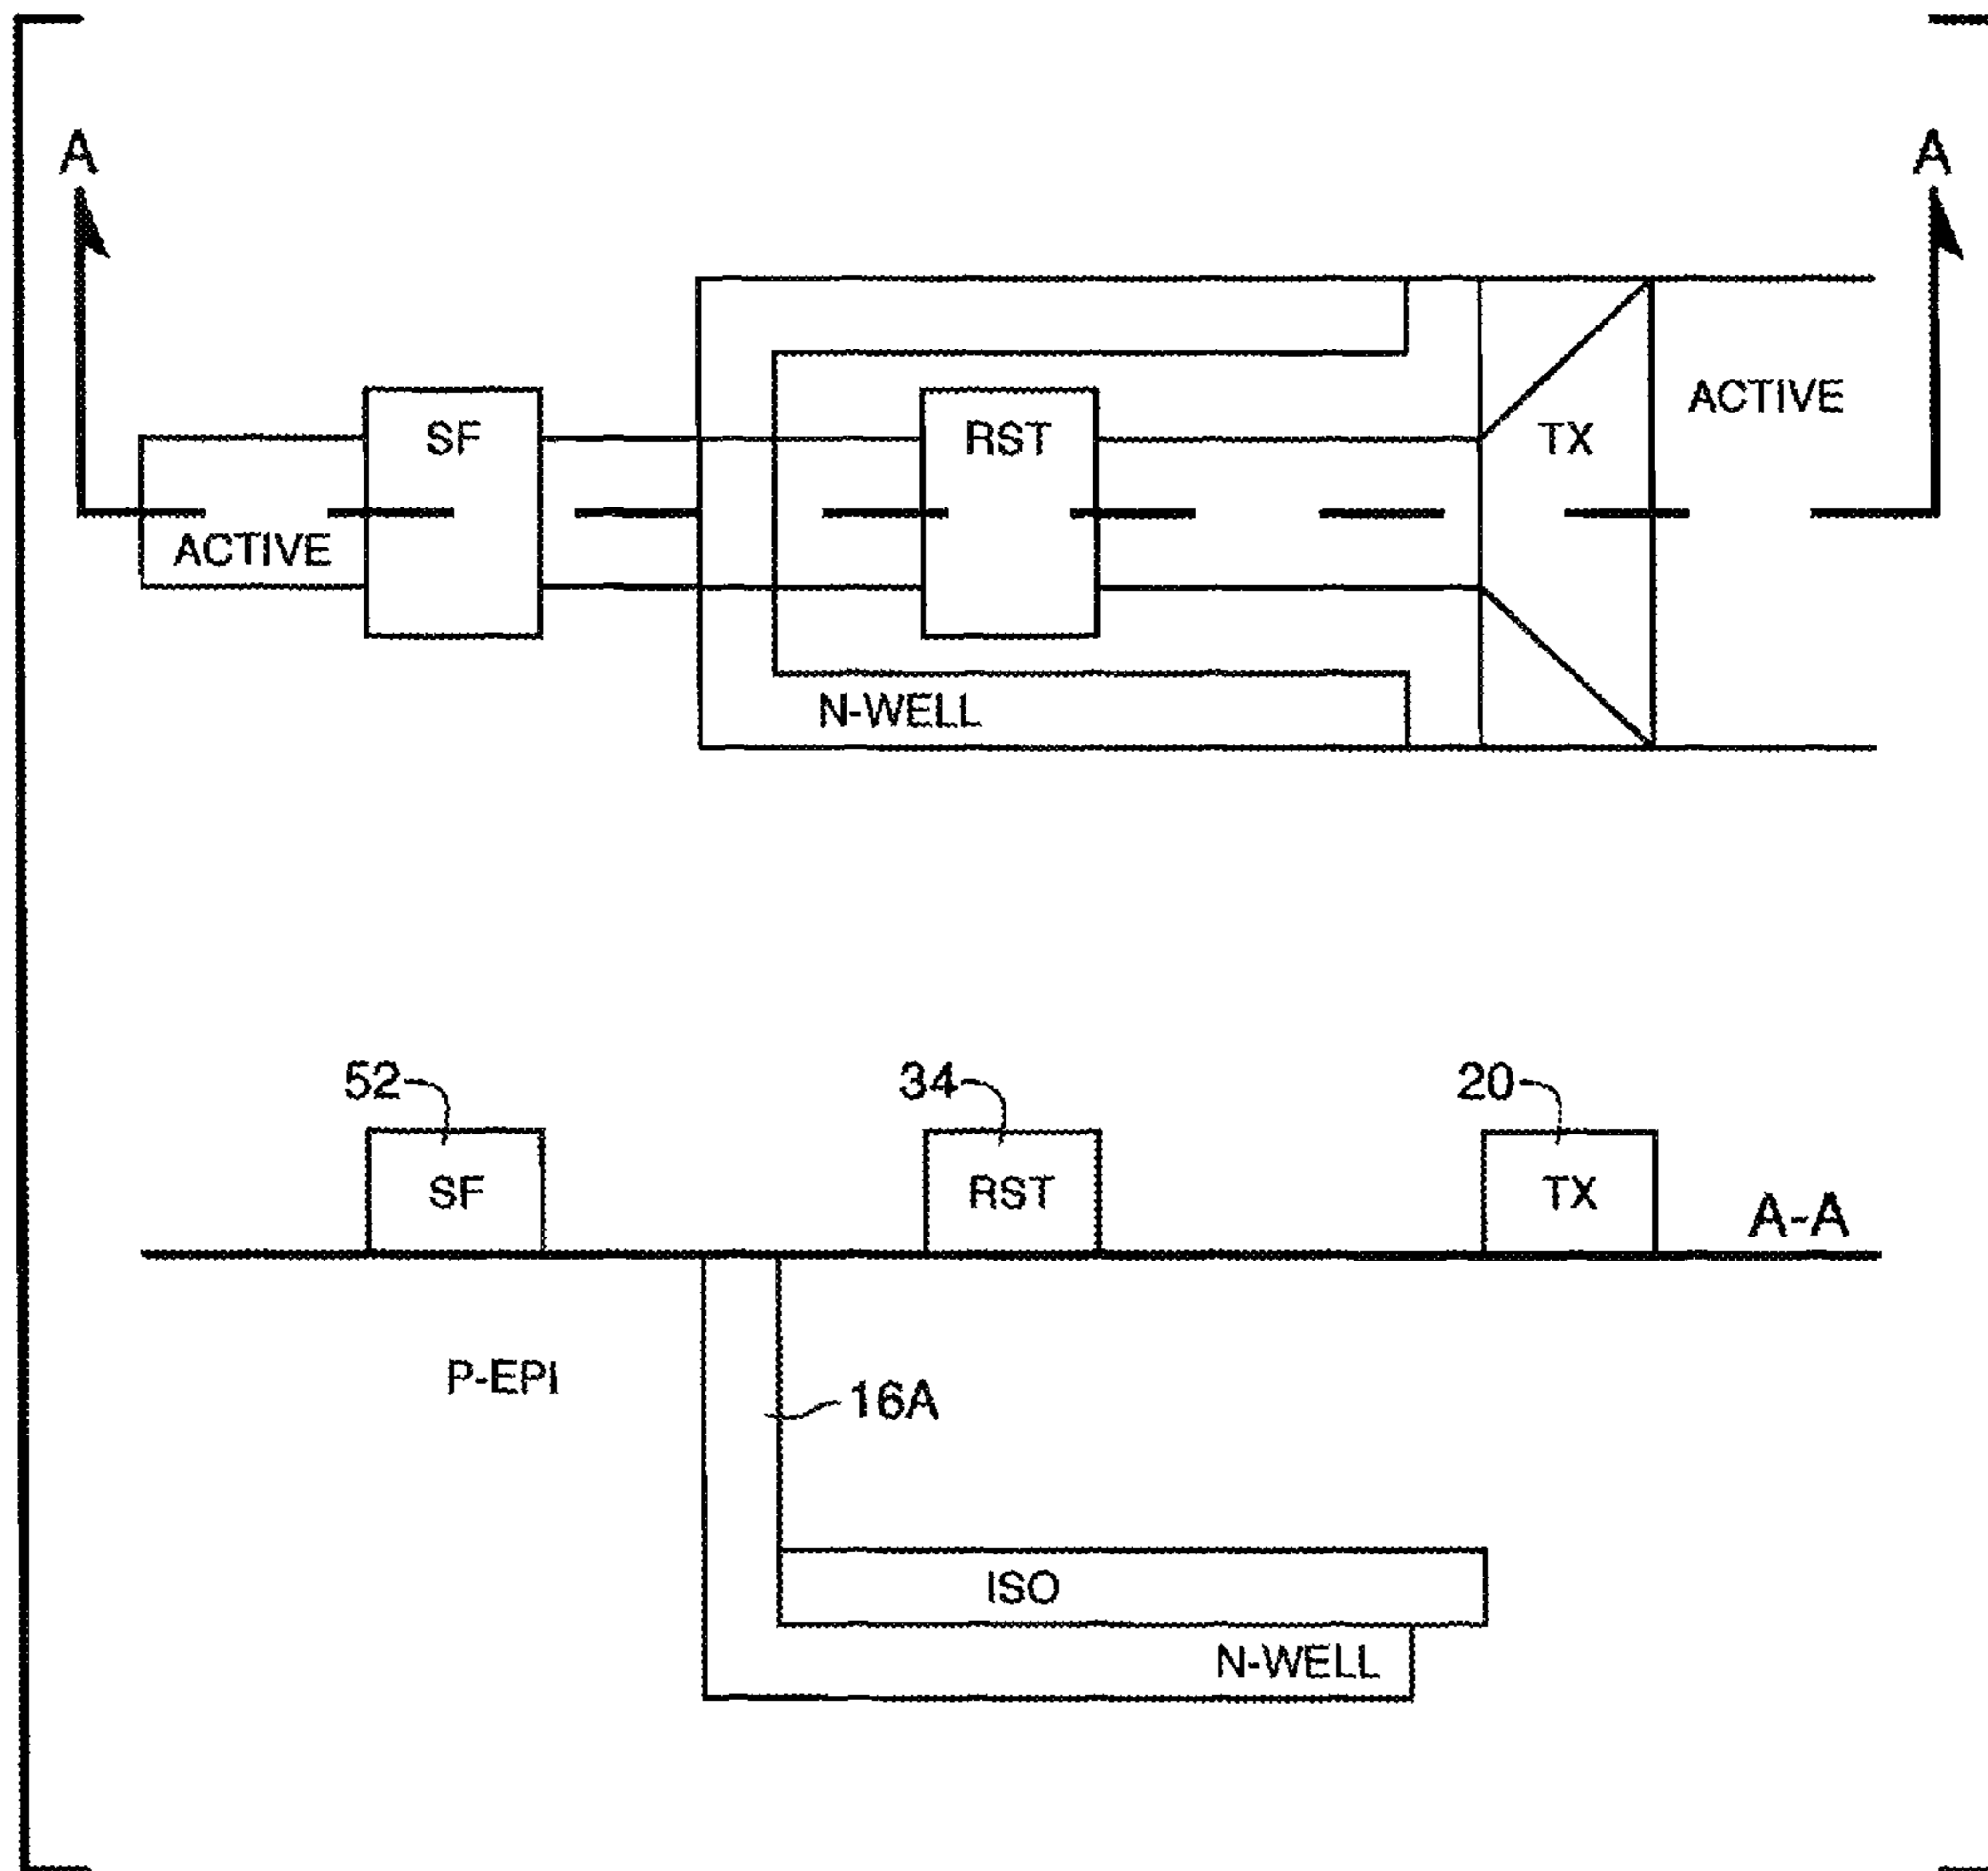 A A
SF RST TX ACTIVE
ACTIVE
N-WELL
52 34 20
SF RST TX A-A
P-EPI
16A
ISO
N-WELL